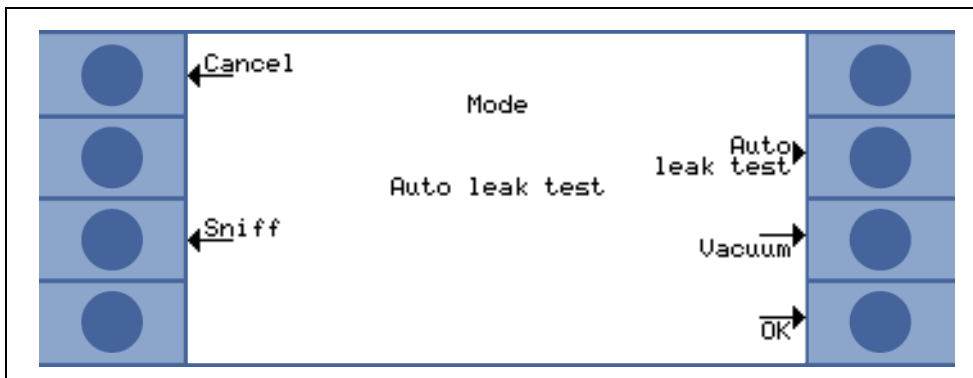 Cancel
Mode
Auto
leak test
Auto leak test
Sniff
Vacuum
OK